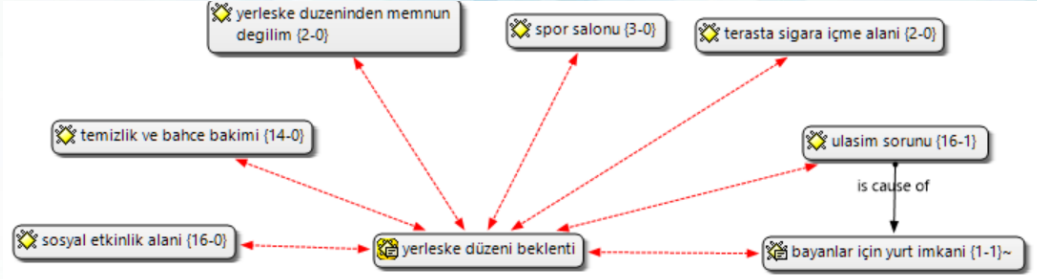 yerleske duzeninden memnun
degilim {2-0}
spor salonu {3-0}
terasta sigara içme alani {2-0}
temizlik ve bahce bakimi {14-0}
ulasim sorunu {16-1}
is cause of
sosyal etkinlik alani {16-0}
yerleske düzeni beklenti
bayanlar için yurt imkani {1-1}~